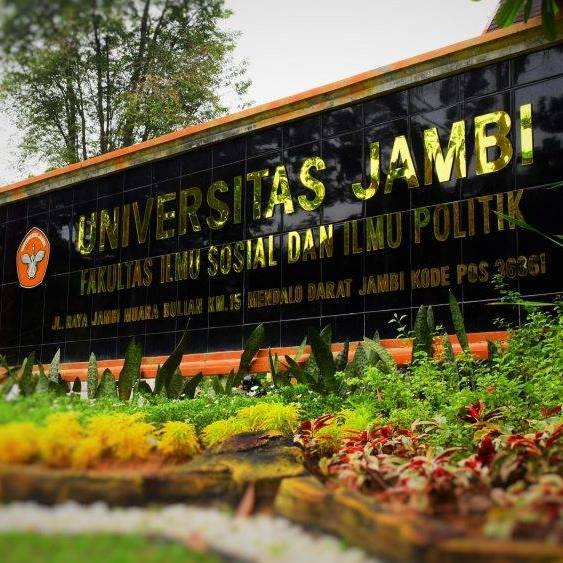 UNIVERSITAS JAMBI
FAKULTAS ILMU SOSIAL DAN ILMU POLITIK
JL. RAYA JAMBI MUARA BULIAN KM.15 MENDALO DARAT JAMBI KODE POS 36361